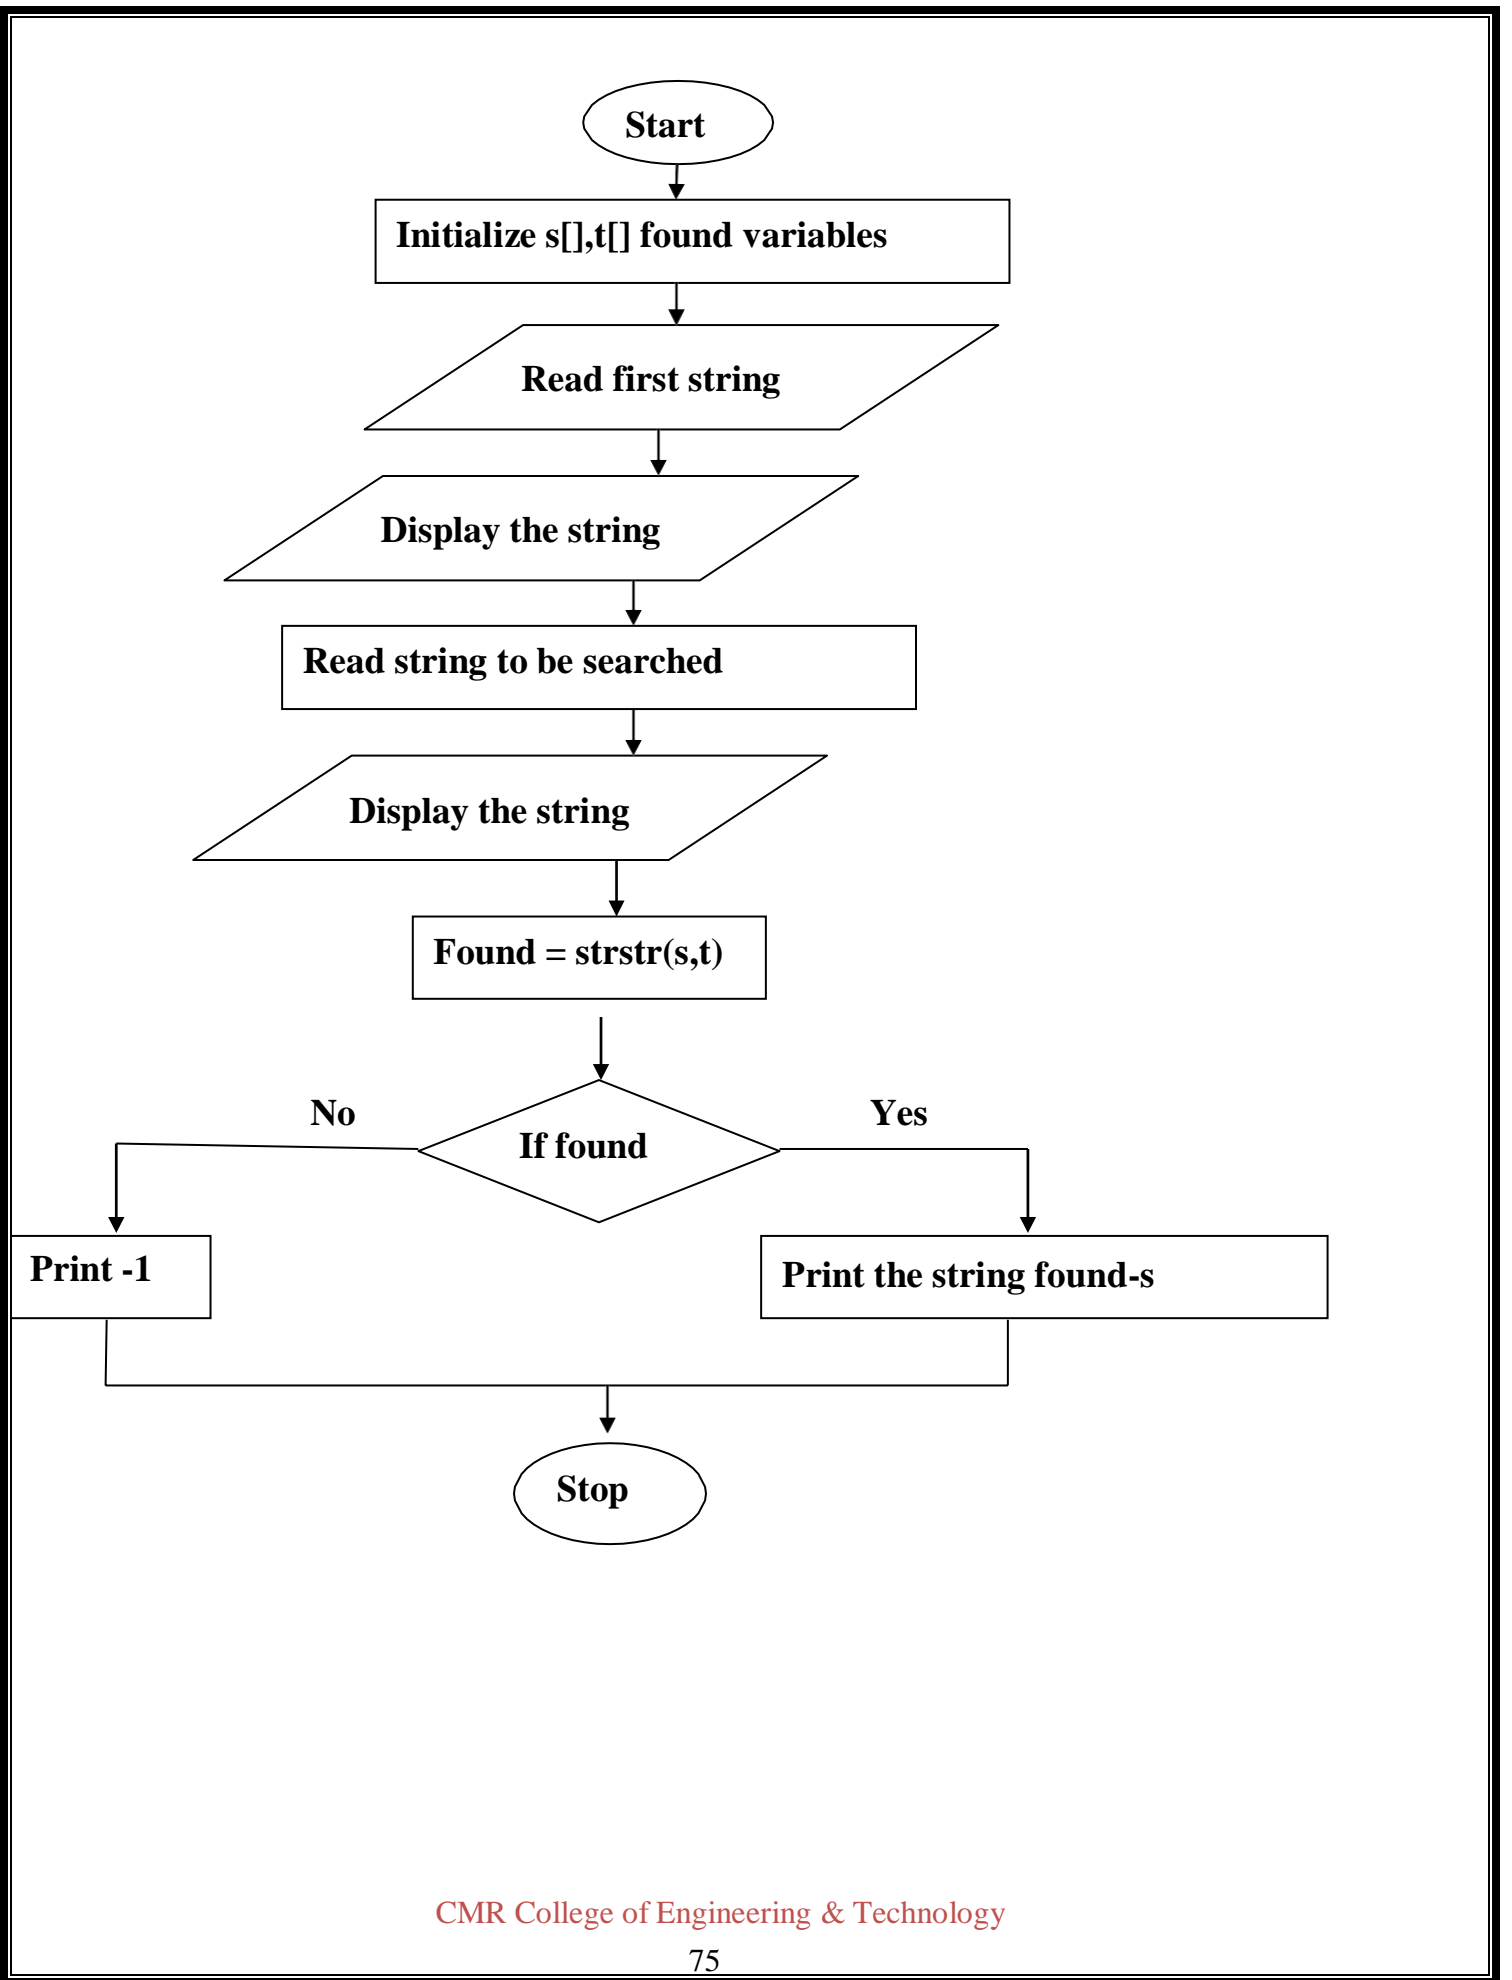 Start
Initialize s[],t[] found variables
Read first string
Display the string
Read string to be searched
Display the string
Found = strstr(s,t)
No
Yes
If found
Print -1
Print the string found-s
Stop
CMR College of Engineering & Technology
75